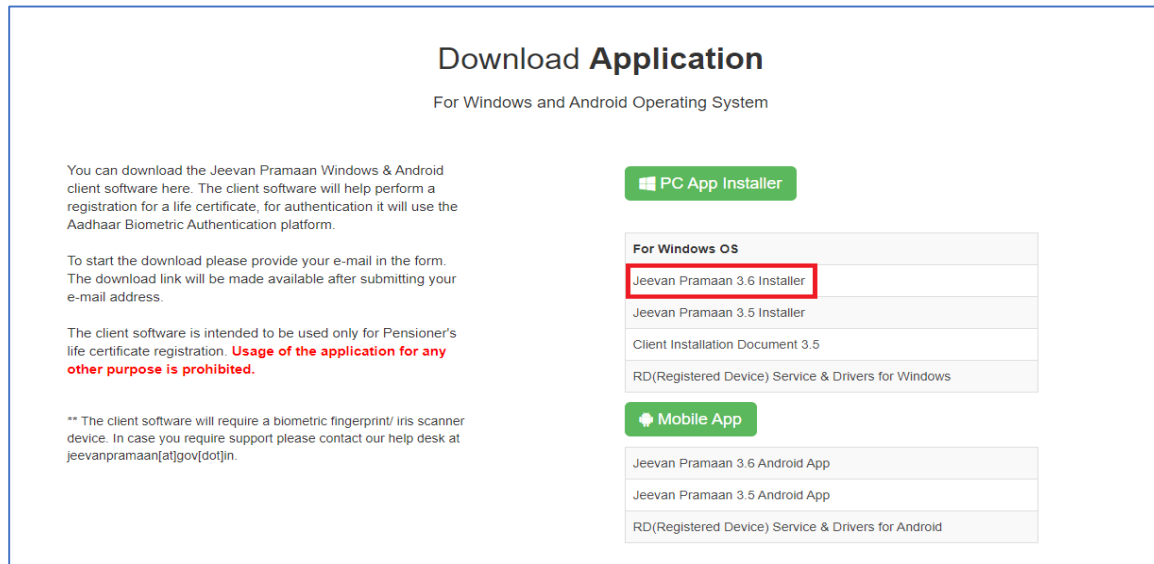 Download Application
For Windows and Android Operating System
You can download the Jeevan Pramaan Windows & Android
client software here. The client software will help perform a
registration for a life certificate, for authentication it will use the
Aadhaar Biometric Authentication platform.
To start the download please provide your e-mail in the form.
The download link will be made available after submitting your
e-mail address.
The client software is intended to be used only for Pensioner's
life certificate registration. Usage of the application for any
other purpose is prohibited.
** The client software will require a biometric fingerprint/ iris scanner
device. In case you require support please contact our help desk at
jeevanpramaan[at]gov[dot]in.
PC App Installer
For Windows OS
Jeevan Pramaan 3.6 Installer
Jeevan Pramaan 3.5 Installer
Client Installation Document 3.5
RD(Registered Device) Service & Drivers for Windows
Mobile App
Jeevan Pramaan 3.6 Android App
Jeevan Pramaan 3.5 Android App
RD(Registered Device) Service & Drivers for Android